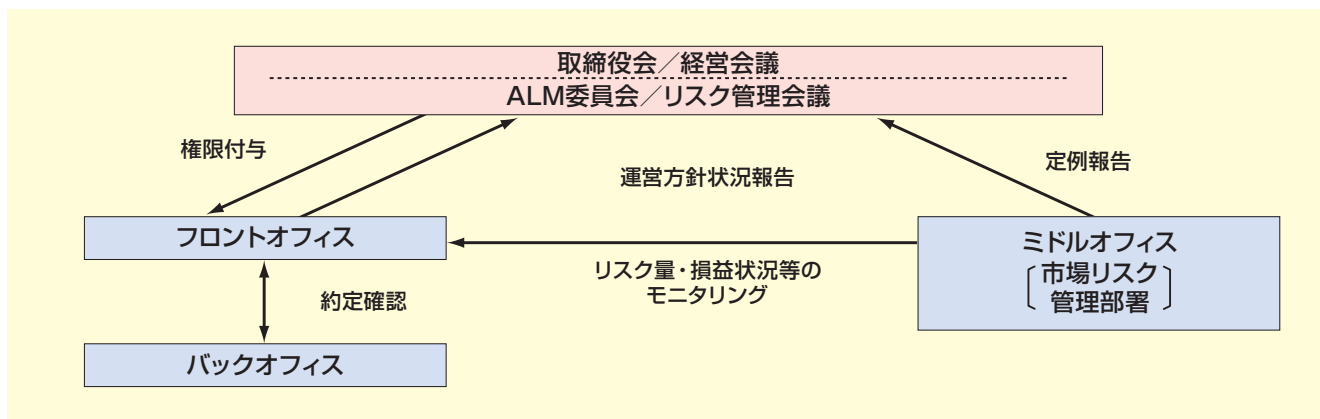 取締役会／経営会議
ALM委員会／リスク管理会議
権限付与
運営方針状況報告
定例報告
フロントオフィス
リスク量・損益状況等の
モニタリング
ミドルオフィス
市場リスク
管理部署
約定確認
バックオフィス